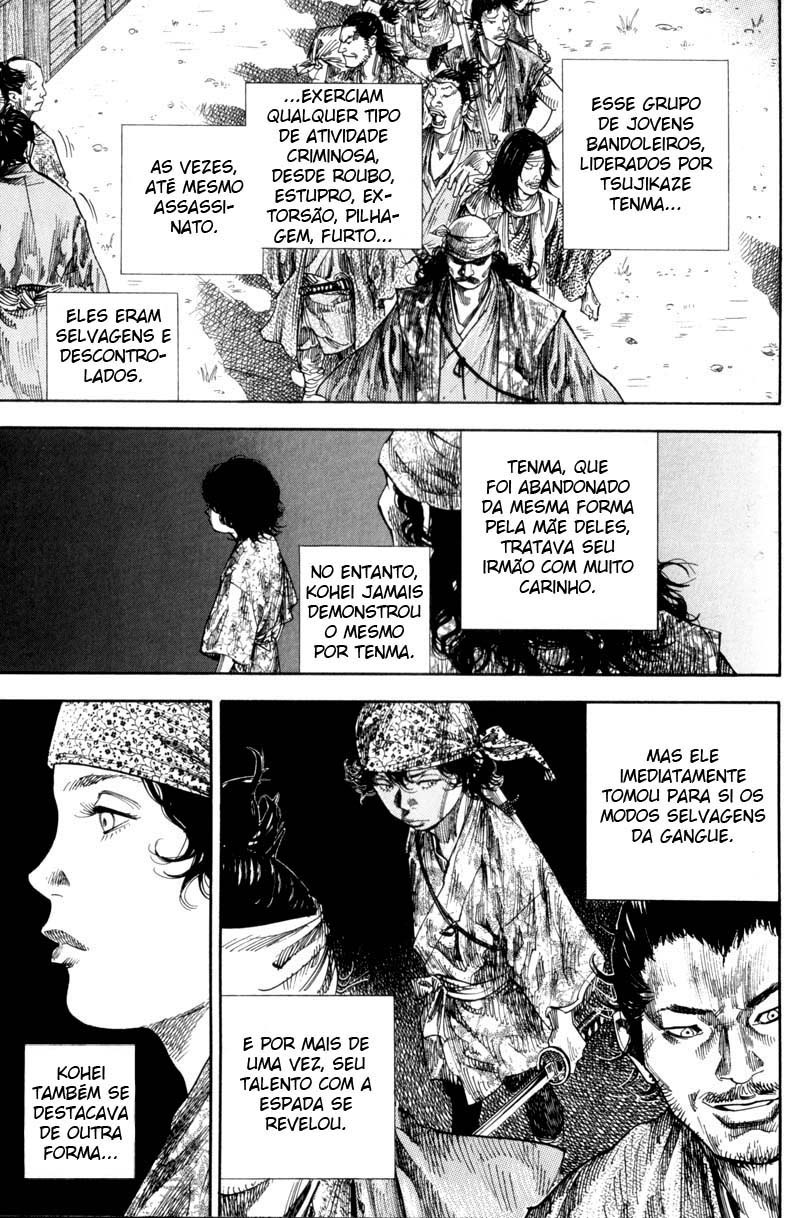 ESSE GRUPO
DE JOVENS
BANDOLEIROS,
LIDERADOS POR
TSUJIKAZE
TENMA...
...EXERCIAM
QUALQUER TIPO
DE ATIVIDADE
CRIMINOSA,
DESDE ROUBO,
ESTUPRO, EX-
TORSÃO, PILHA-
GEM, FURTO...
AS VEZES,
ATÉ MESMO
ASSASSI-
NATO.
ELES ERAM
SELVAGENS E
DESCONTRO-
LADOS.
TENMA, QUE
FOI ABANDONADO
DA MESMA FORMA
PELA MÃE DELES,
TRATAVA SEU
IRMÃO COM MUITO
CARINHO.
NO ENTANTO,
KOHEI JAMAIS
DEMONSTROU
O MESMO
POR TENMA.
MAS ELE
IMEDIATAMENTE
TOMOU PARA SI OS
MODOS SELVAGENS
DA GANGUE.
E POR MAIS DE
UMA VEZ, SEU
TALENTO COM A
ESPADA SE
REVELOU.
KOHEI
TAMBÉM SE
DESTACAVA
DE OUTRA
FORMA...